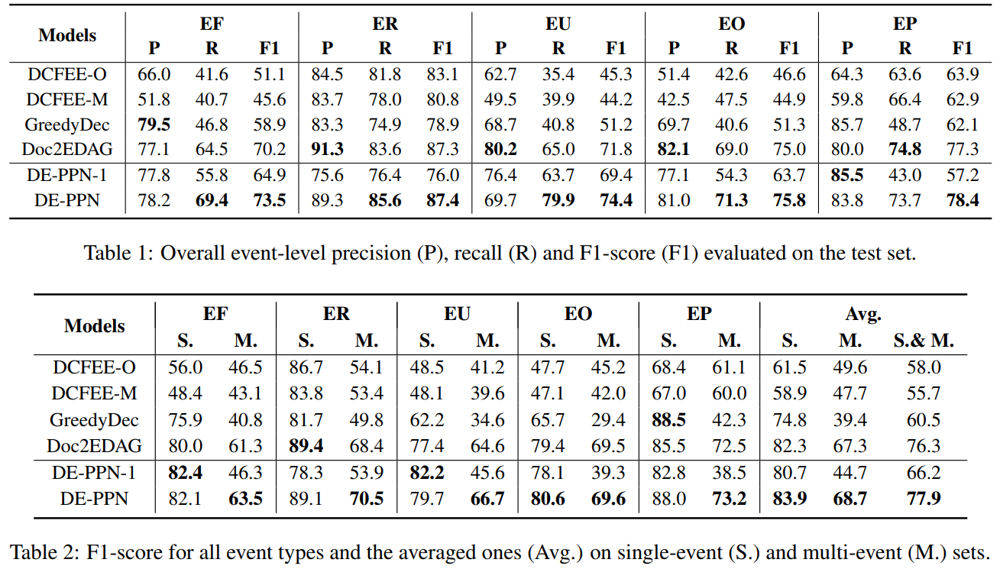 Models EF ER EU EO EP
P R F1 P R F1 P R F1 P R F1 P R F1
DCFEE-O 66.0 41.6 51.1 84.5 81.8 83.1 62.7 35.4 45.3 51.4 42.6 46.6 64.3 63.6 63.9
DCFEE-M 51.8 40.7 45.6 83.7 78.0 80.8 49.5 39.9 44.2 42.5 47.5 44.9 59.8 66.4 62.9
GreedyDec 79.5 46.8 58.9 83.3 74.9 78.9 68.7 40.8 51.2 69.7 40.6 51.3 85.7 48.7 62.1
Doc2EDAG 77.1 64.5 70.2 91.3 83.6 87.3 80.2 65.0 71.8 82.1 69.0 75.0 80.0 74.8 77.3
DE-PPN-1 77.8 55.8 64.9 75.6 76.4 76.0 76.4 63.7 69.4 77.1 54.3 63.7 85.5 43.0 57.2
DE-PPN 78.2 69.4 73.5 89.3 85.6 87.4 69.7 79.9 74.4 81.0 71.3 75.8 83.8 73.7 78.4
Table 1: Overall event-level precision (P), recall (R) and F1-score (F1) evaluated on the test set.
Models EF ER EU EO EP Avg.
S. M. S. M. S. M. S. M. S. M. S. M. S.& M.
DCFEE-O 56.0 46.5 86.7 54.1 48.5 41.2 47.7 45.2 68.4 61.1 61.5 49.6 58.0
DCFEE-M 48.4 43.1 83.8 53.4 48.1 39.6 47.1 42.0 67.0 60.0 58.9 47.7 55.7
GreedyDec 75.9 40.8 81.7 49.8 62.2 34.6 65.7 29.4 88.5 42.3 74.8 39.4 60.5
Doc2EDAG 80.0 61.3 89.4 68.4 77.4 64.6 79.4 69.5 85.5 72.5 82.3 67.3 76.3
DE-PPN-1 82.4 46.3 78.3 53.9 82.2 45.6 78.1 39.3 82.8 38.5 80.7 44.7 66.2
DE-PPN 82.1 63.5 89.1 70.5 79.7 66.7 80.6 69.6 88.0 73.2 83.9 68.7 77.9
Table 2: F1-score for all event types and the averaged ones (Avg.) on single-event (S.) and multi-event (M.) sets.